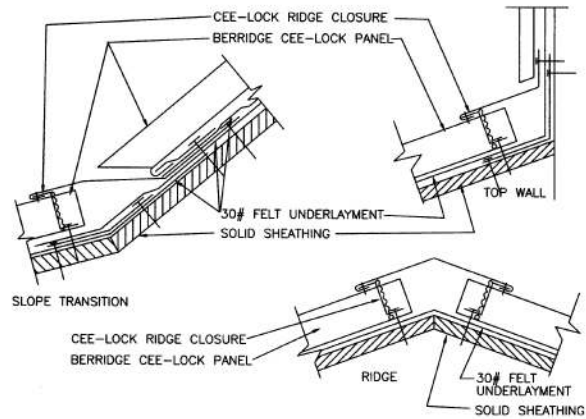 CEE-LOCK RIDGE CLOSURE
BERRIDGE CEE-LOCK PANEL
TOP WALL
30# FELT UNDERLAYMENT
SOLID SHEATHING
SLOPE TRANSITION
CEE-LOCK RIDGE CLOSURE
BERRIDGE CEE-LOCK PANEL
RIDGE
30# FELT
UNDERLAYMENT
SOLID SHEATHING